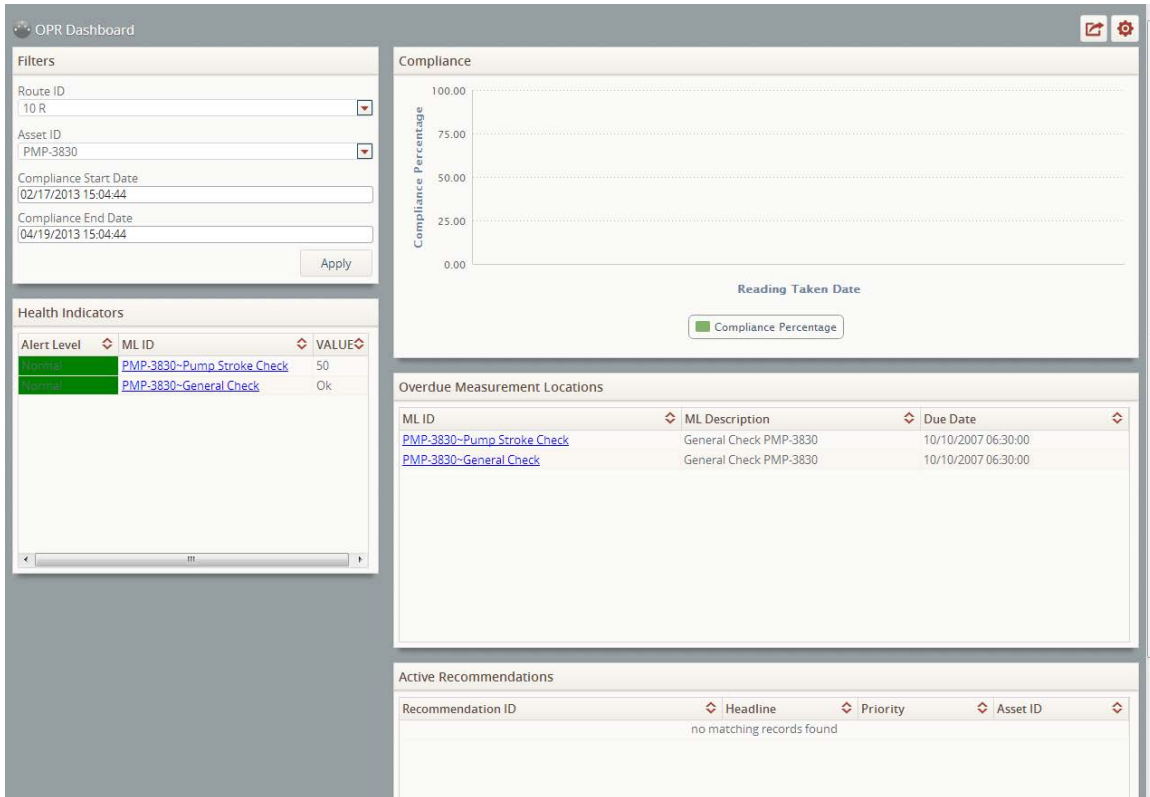 OPR Dashboard
Filters
Route ID
10 R
Asset ID
PMP-3830
Compliance Start Date
02/17/2013 15:04:44
Compliance End Date
04/19/2013 15:04:44
Apply
Health Indicators
Alert Level ML ID VALUE
Normal PMP-3830~Pump Stroke Check 50
Normal PMP-3830~General Check Ok
Compliance
Compliance Percentage
100.00
75.00
50.00
25.00
0.00
Reading Taken Date
Compliance Percentage
Overdue Measurement Locations
ML ID ML Description Due Date
PMP-3830~Pump Stroke Check General Check PMP-3830 10/10/2007 06:30:00
PMP-3830~General Check General Check PMP-3830 10/10/2007 06:30:00
Active Recommendations
Recommendation ID Headline Priority Asset ID
no matching records found